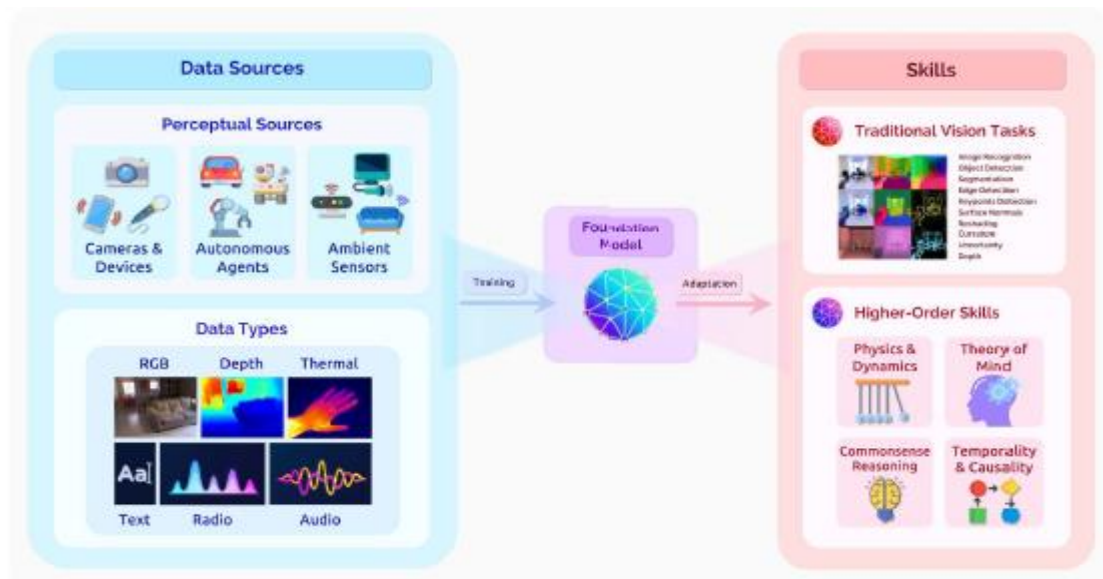 Data Sources
Perceptual Sources
Cameras &
Devices
Autonomous
Agents
Ambient
Sensors
Data Types
RGB
Depth
Thermal
Aa
Text
Radio
Audio
Training
Foundation
Model
Adaptation
Skills
Traditional Vision Tasks
Image Recognition
Object Detection
Segmentation
Edge Detection
Keypoints Detection
Surface Normals
Reshading
Curvature
Uncertainty
Depth
Higher-Order Skills
Physics &
Dynamics
Theory of
Mind
Commonsense
Reasoning
Temporality
& Causality